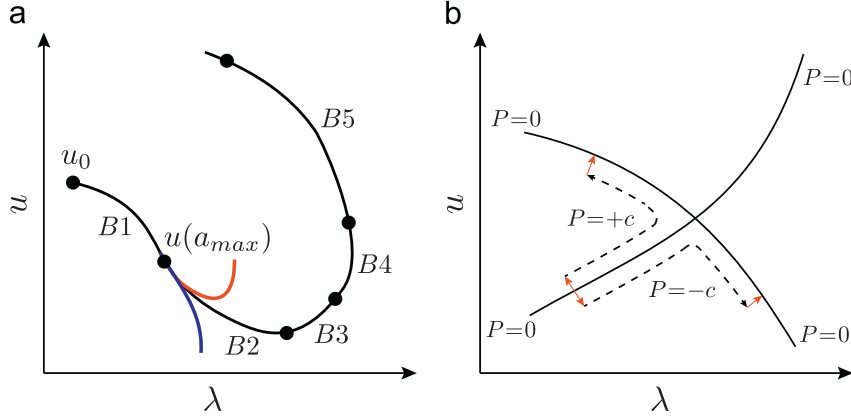 a
u
u₀
B1
u(aₘₐₓ)
B2
B3
B4
B5
λ
b
u
P=0
P=0
P=+c
P=−c
P=0
P=0
λ